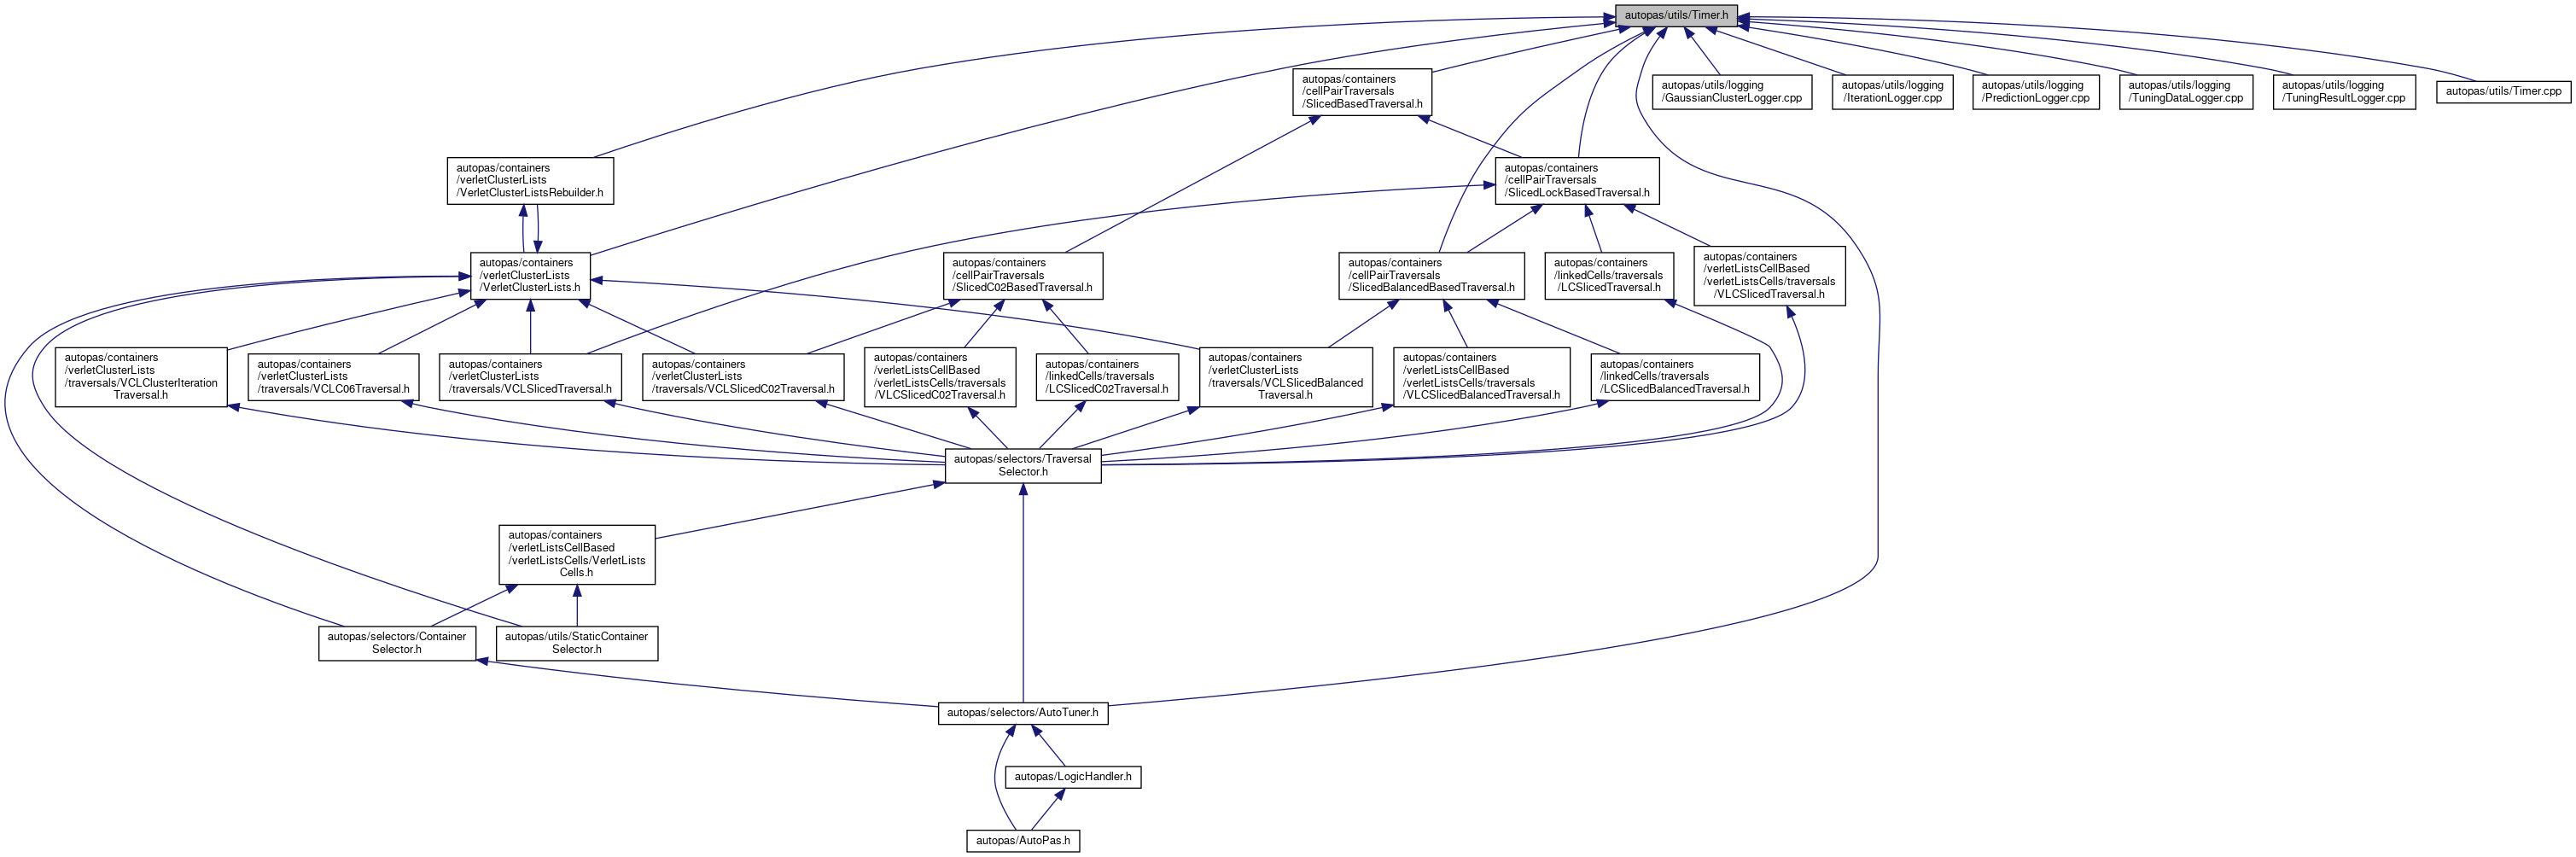 autopas/utils/Timer.h
autopas/containers
/cellPairTraversals
/SlicedBasedTraversal.h
autopas/utils/logging
/GaussianClusterLogger.cpp
autopas/utils/logging
/IterationLogger.cpp
autopas/utils/logging
/PredictionLogger.cpp
autopas/utils/logging
/TuningDataLogger.cpp
autopas/utils/logging
/TuningResultLogger.cpp
autopas/utils/Timer.cpp
autopas/containers
/verletClusterLists
/VerletClusterListsRebuilder.h
autopas/containers
/cellPairTraversals
/SlicedLockBasedTraversal.h
autopas/containers
/verletClusterLists
/VerletClusterLists.h
autopas/containers
/cellPairTraversals
/SlicedC02BasedTraversal.h
autopas/containers
/cellPairTraversals
/SlicedBalancedBasedTraversal.h
autopas/containers
/linkedCells/traversals
/LCSlicedTraversal.h
autopas/containers
/verletListsCellBased
/verletListsCells/traversals
/VLCSlicedTraversal.h
autopas/containers
/verletClusterLists
/traversals/VCLClusterIteration
Traversal.h
autopas/containers
/verletClusterLists
/traversals/VCLC06Traversal.h
autopas/containers
/verletClusterLists
/traversals/VCLSlicedTraversal.h
autopas/containers
/verletClusterLists
/traversals/VCLSlicedC02Traversal.h
autopas/containers
/verletListsCellBased
/verletListsCells/traversals
/VLCSlicedC02Traversal.h
autopas/containers
/linkedCells/traversals
/LCSlicedC02Traversal.h
autopas/containers
/verletClusterLists
/traversals/VCLSlicedBalanced
Traversal.h
autopas/containers
/verletListsCellBased
/verletListsCells/traversals
/VLCSlicedBalancedTraversal.h
autopas/containers
/linkedCells/traversals
/LCSlicedBalancedTraversal.h
autopas/selectors/Traversal
Selector.h
autopas/containers
/verletListsCellBased
/verletListsCells/VerletLists
Cells.h
autopas/selectors/Container
Selector.h
autopas/utils/StaticContainer
Selector.h
autopas/selectors/AutoTuner.h
autopas/LogicHandler.h
autopas/AutoPas.h